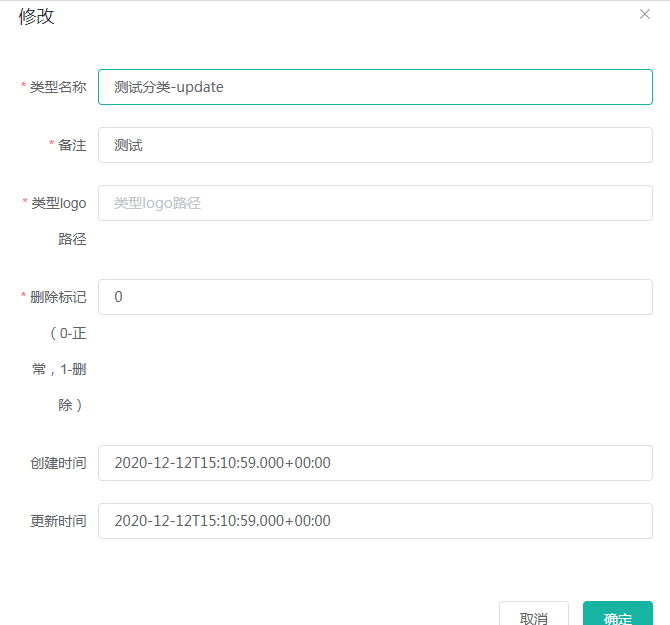 修改
* 类型名称 测试分类-update
* 备注 测试
* 类型logo 类型logo路径
路径
* 删除标记 0
（ 0-正
常，1-删
除 ）
创建时间 2020-12-12T15:10:59.000+00:00
更新时间 2020-12-12T15:10:59.000+00:00
取消 确定